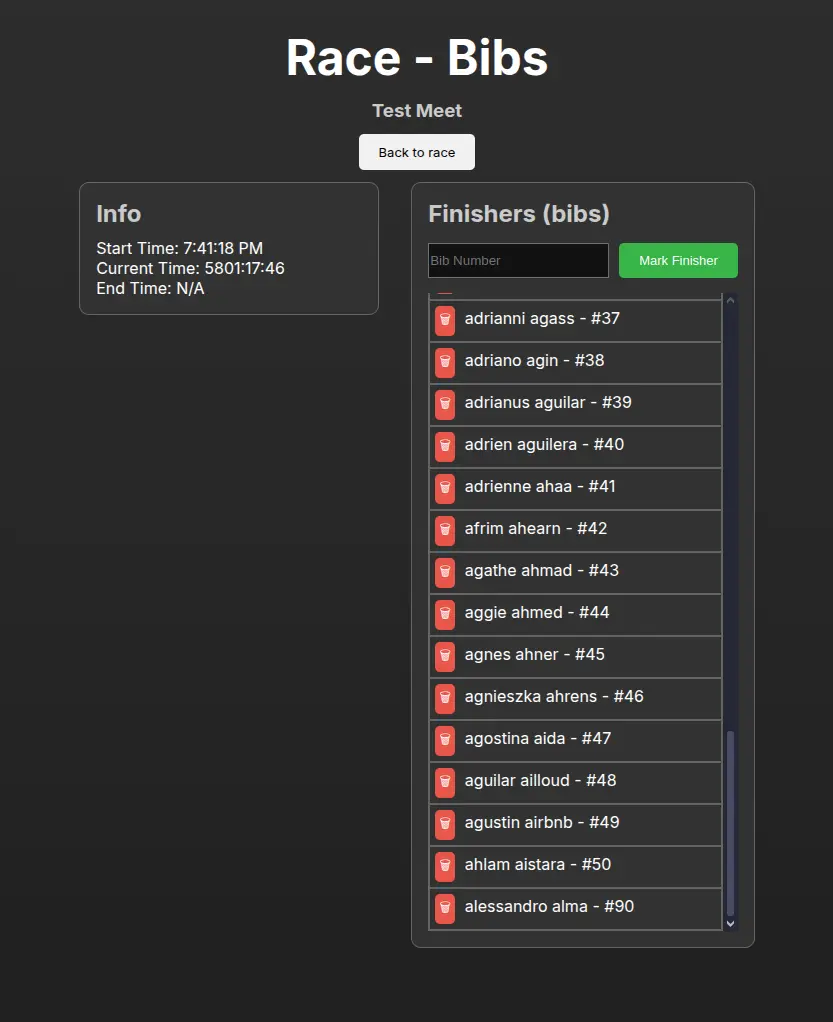 Race - Bibs
Test Meet
Back to race
Info
Start Time: 7:41:18 PM
Current Time: 5801:17:46
End Time: N/A
Finishers (bibs)
Bib Number
Mark Finisher
adrianni agass - #37
adriano agin - #38
adrianus aguilar - #39
adrien aguilera - #40
adrienne ahaa - #41
afrim ahearn - #42
agathe ahmad - #43
aggie ahmed - #44
agnes ahner - #45
agnieszka ahrens - #46
agostina aida - #47
aguilar ailloud - #48
agustin airbnb - #49
ahlam aistara - #50
alessandro alma - #90